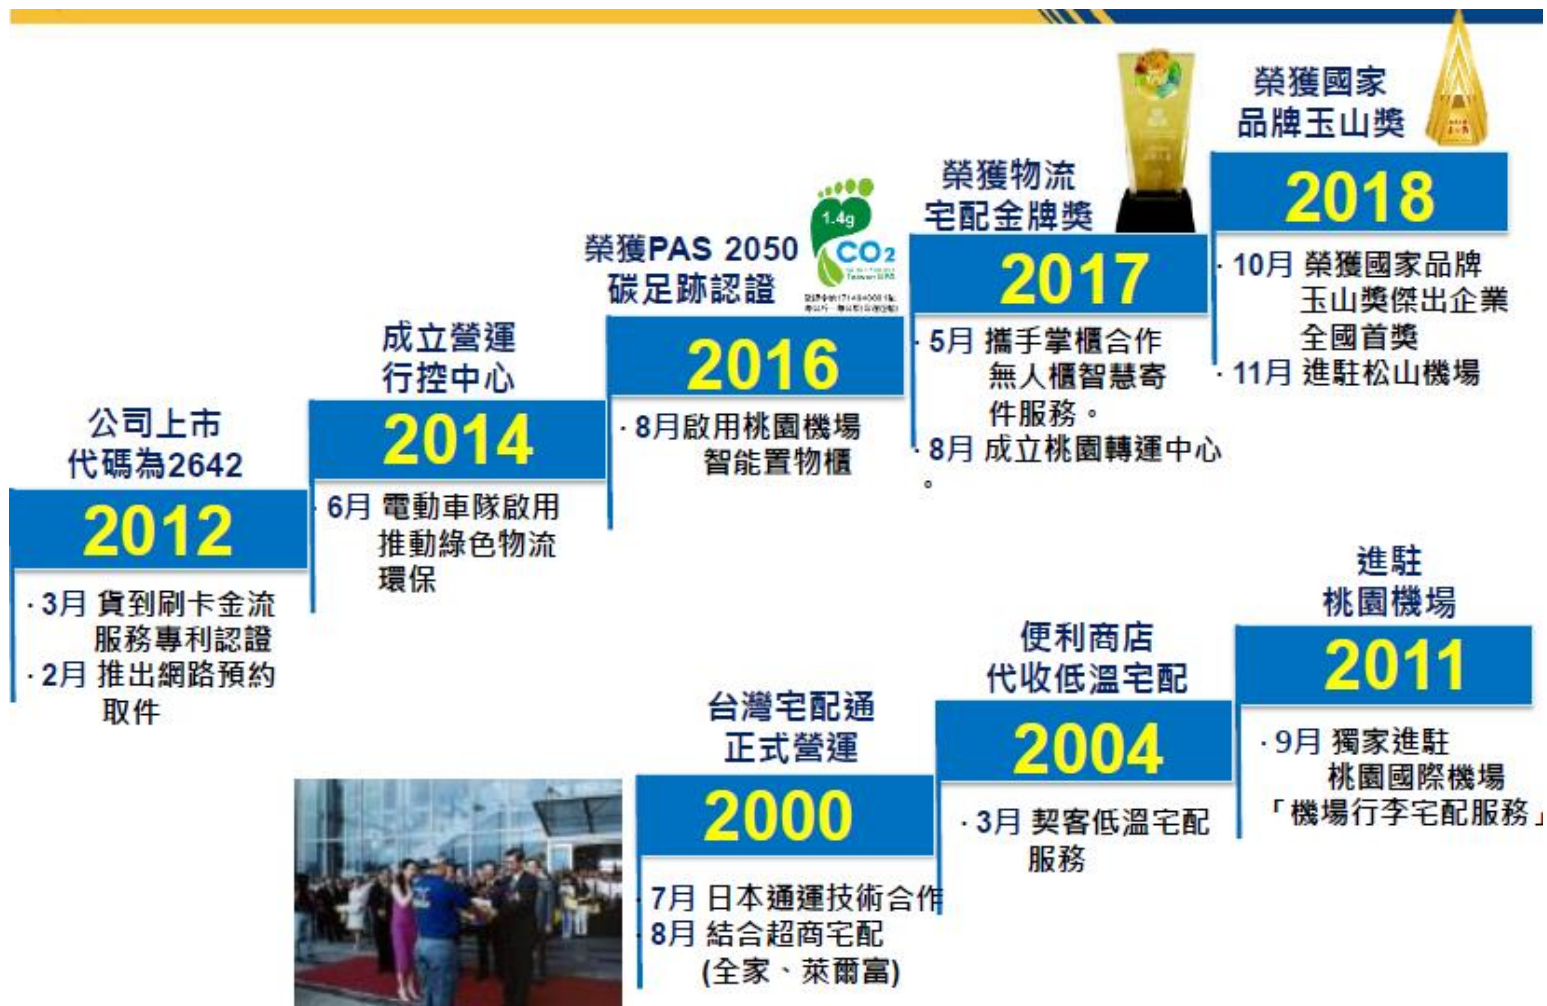 榮獲國家
品牌玉山獎
2018
· 10月 榮獲國家品牌
玉山獎傑出企業
全國首獎
· 11月 進駐松山機場
榮獲物流
宅配金牌獎
2017
· 5月 攜手掌櫃合作
無人櫃智慧寄
件服務。
· 8月 成立桃園轉運中心
。
榮獲PAS 2050
碳足跡認證
1.4g
CO2
2016
· 8月啟用桃園機場
智能置物櫃
成立營運
行控中心
2014
· 6月 電動車隊啟用
推動綠色物流
環保
公司上市
代碼為2642
2012
· 3月 貨到刷卡金流
服務專利認證
· 2月 推出網路預約
取件
進駐
桃園機場
2011
· 9月 獨家進駐
桃園國際機場
「機場行李宅配服務」
便利商店
代收低溫宅配
2004
· 3月 契客低溫宅配
服務
台灣宅配通
正式營運
2000
· 7月 日本通運技術合作
· 8月 結合超商宅配
(全家、萊爾富)